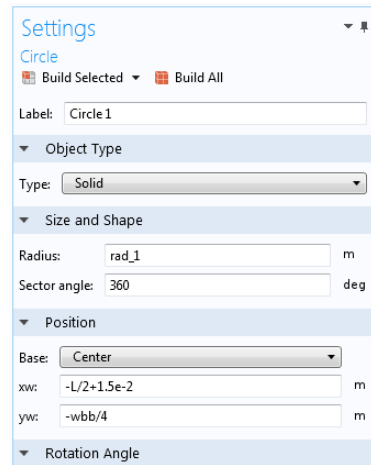 Settings
Circle
Build Selected Build All
Label: Circle 1
Object Type
Type: Solid
Size and Shape
Radius: rad_1 m
Sector angle: 360 deg
Position
Base: Center
xw: -L/2+1.5e-2 m
yw: -wbb/4 m
Rotation Angle